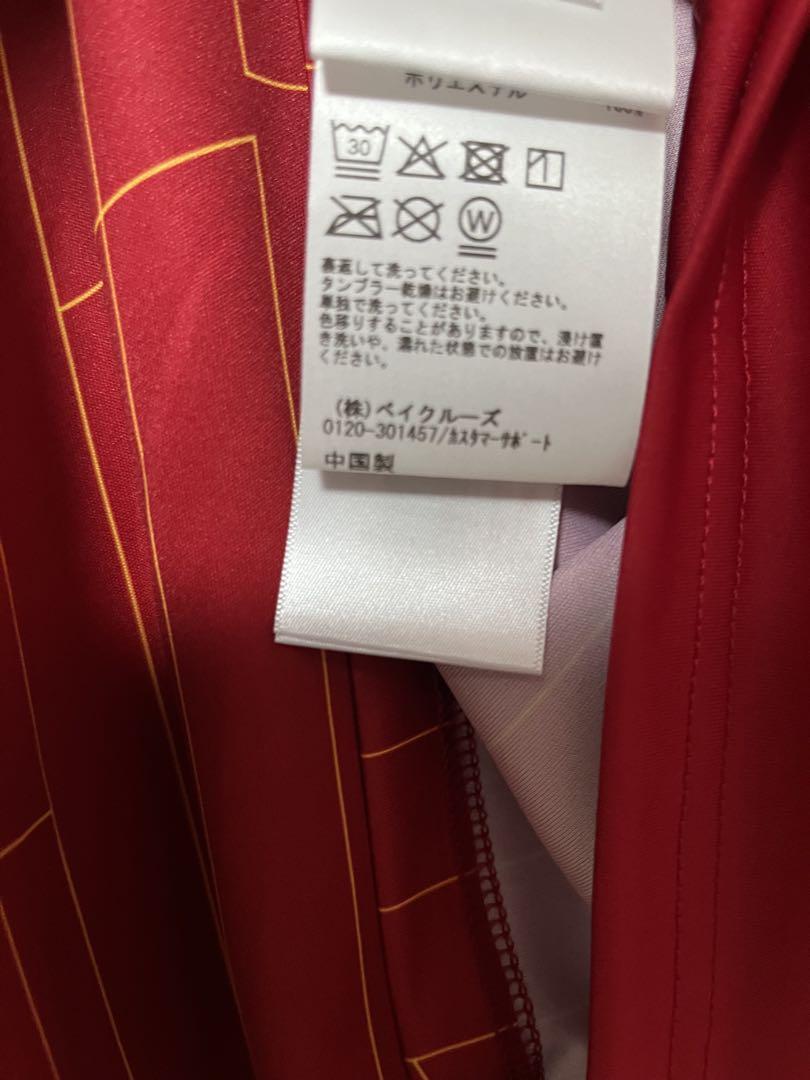 ポリエステル 100%
30
W
裏返して洗ってください。
タンブラー乾燥はお避けください。
単独で洗ってください。
色移りすることがありますので、浸け置
き洗いや、濡れた状態での放置はお避け
ください。
(株)ベイクルーズ
0120-301457/ｶｽﾀﾏｰｻﾎﾟｰﾄ
中国製